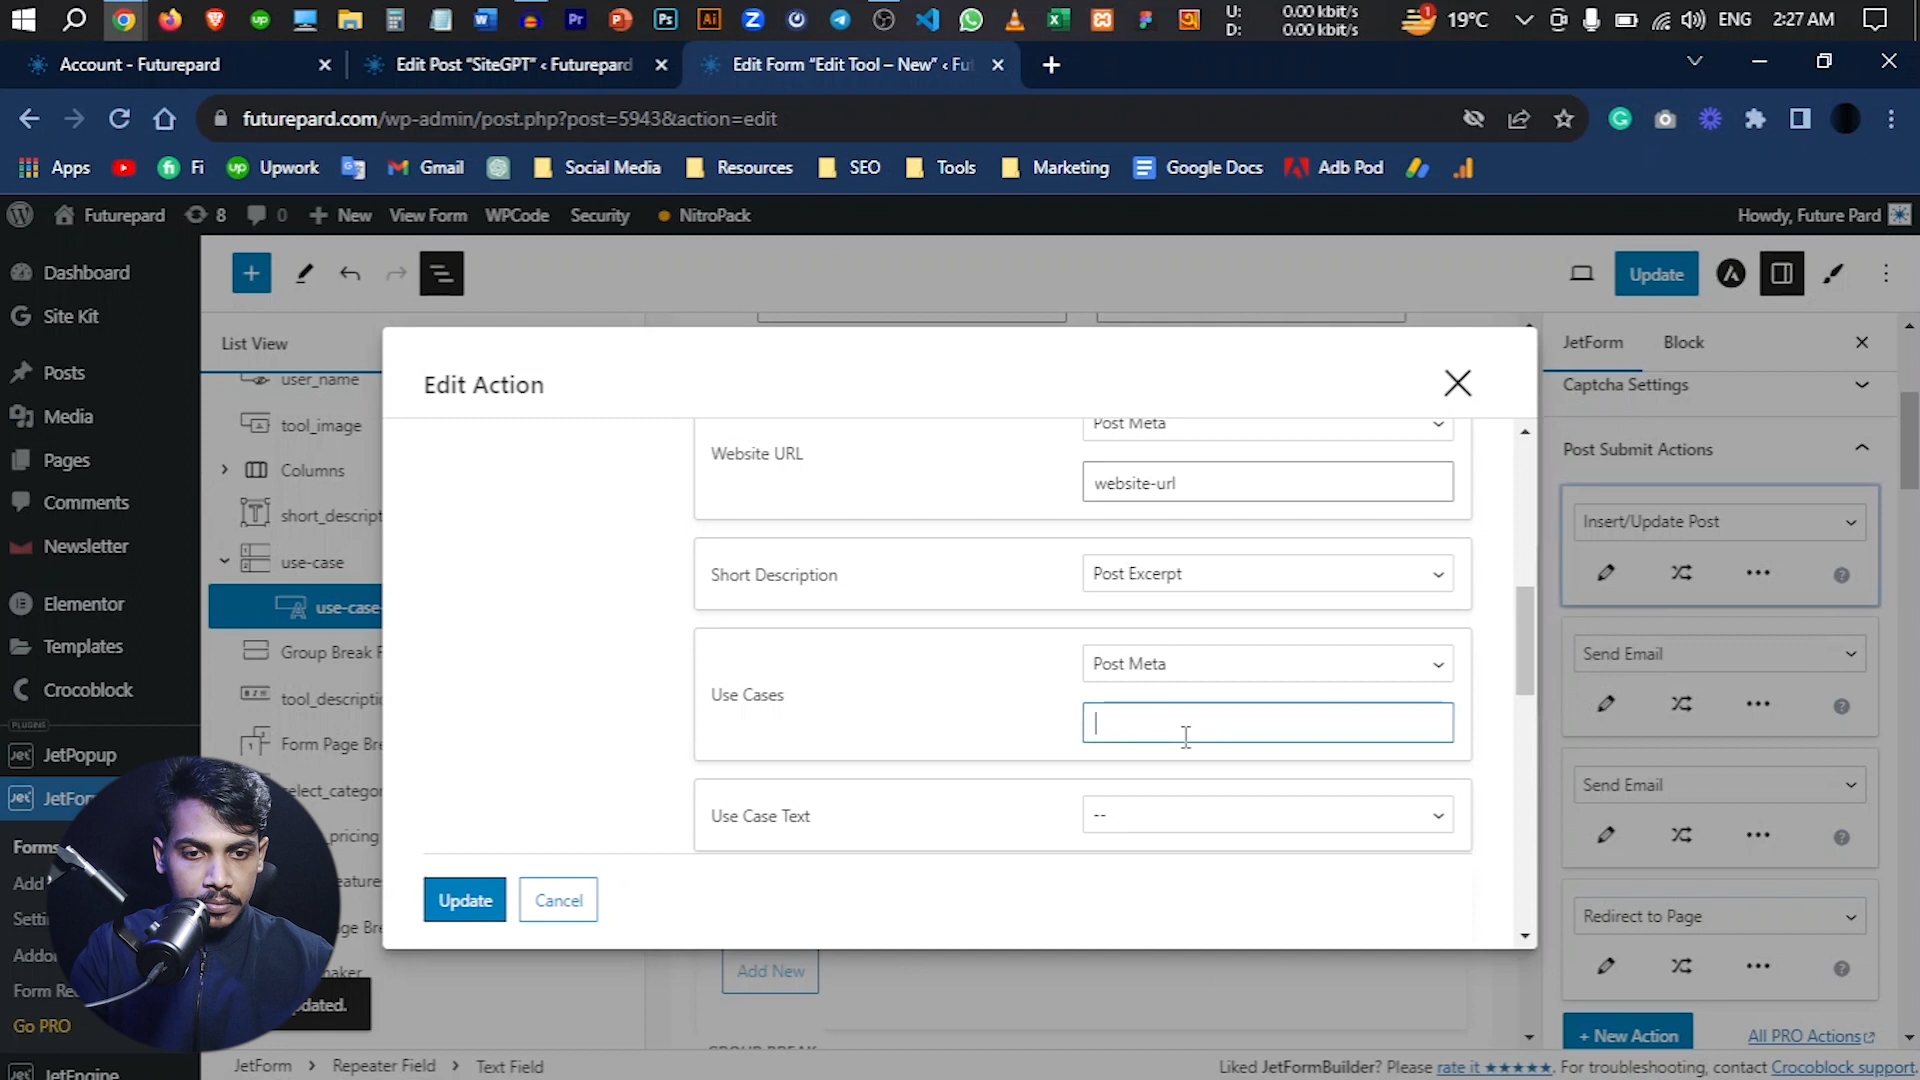 U: 0.00 kbit/s
D: 0.00 kbit/s
1
19°C
ENG
2:27 AM
Account - Futurepard
Edit Post “SiteGPT” ‹ Futurepard
Edit Form “Edit Tool – New” ‹ Fut
futurepard.com/wp-admin/post.php?post=5943&action=edit
Apps
Fi
Upwork
Gmail
Social Media
Resources
SEO
Tools
Marketing
Google Docs
Adb Pod
Futurepard
8
0
New
View Form
WPCode
Security
NitroPack
Howdy, Future Pard
Dashboard
Site Kit
Posts
Media
Pages
Comments
Newsletter
Elementor
Templates
Crocoblock
PLUGINS
JetPopup
JetForm
Forms
Add
Setti
Addo
Form Re
Go PRO
JetEngine
Update
List View
user_name
tool_image
Columns
short_descript
use-case
use-case-
Group Break F
tool_descriptio
Form Page Bre
select_catego
pricing
eatures
ge Bre
maker
pdated.
Edit Action
Website URL
Post Meta
website-url
Short Description
Post Excerpt
Use Cases
Post Meta
Use Case Text
--
Update
Cancel
Add New
GROUP BREAK
JetForm
Block
Captcha Settings
Post Submit Actions
Insert/Update Post
Send Email
Send Email
Redirect to Page
+ New Action
All PRO Actions
JetForm > Repeater Field > Text Field
Liked JetFormBuilder? Please rate it ★★★★★. For troubleshooting, contact Crocoblock support.